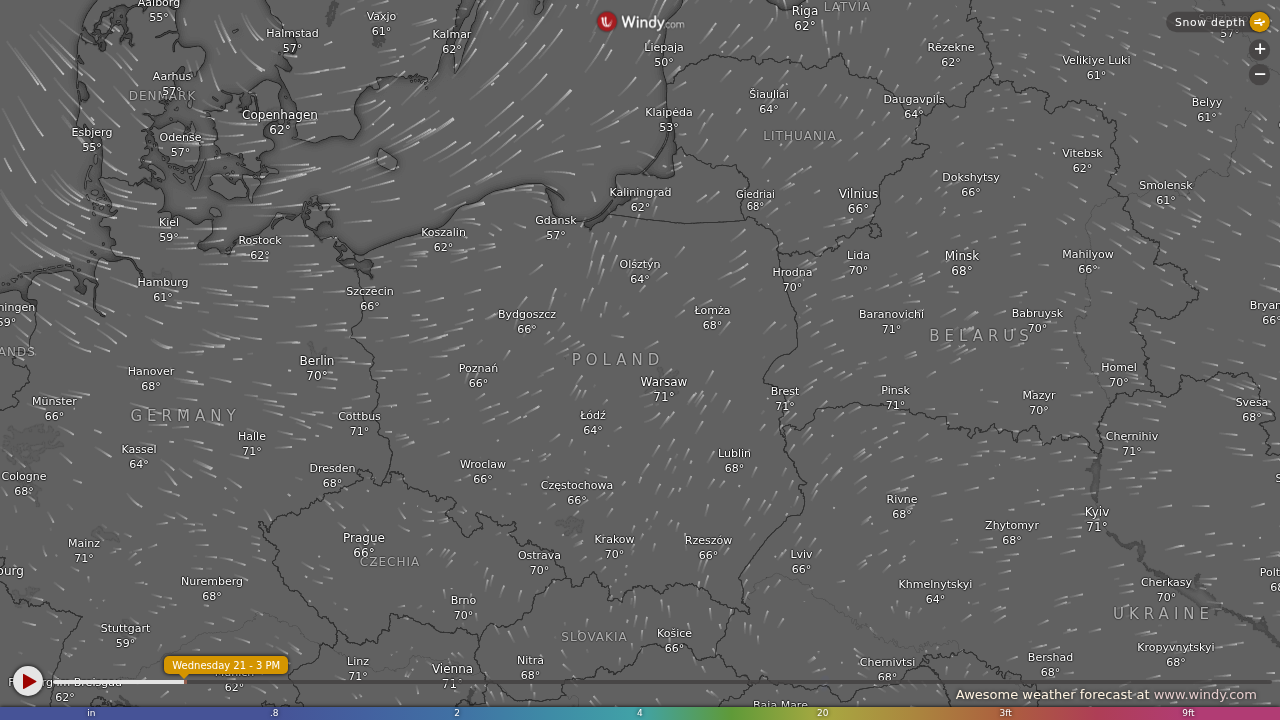 Aalborg
55°
Växjo
61°
Halmstad
57°
Kalmar
62°
Windy.com
Liepaja
50°
Riga
62°
LATVIA
Rēzekne
62°
Snow depth
57°
Velikiye Luki
61°
+
−
Aarhus
57°
DENMARK
Copenhagen
62°
Esbjerg
55°
Odense
57°
Klaipėda
53°
Šiauliai
64°
LITHUANIA
Daugavpils
64°
Belyy
61°
Vitebsk
62°
Dokshytsy
66°
Smolensk
61°
Kaliningrad
62°
Giedriai
68°
Vilnius
66°
Kiel
59°
Rostock
62°
Koszalin
62°
Gdansk
57°
Olsztyn
64°
Lida
70°
Minsk
68°
Mahilyow
66°
Hrodna
70°
Hamburg
61°
Szczecin
66°
Bydgoszcz
66°
Łomża
68°
Baranovichi
71°
Babruysk
70°
BELARUS
POLAND
Berlin
70°
Hanover
68°
Poznań
66°
Warsaw
71°
Brest
71°
Pinsk
71°
Mazyr
70°
Homel
70°
Münster
66°
GERMANY
Cottbus
71°
Łódź
64°
Svesa
68°
Chernihiv
71°
Halle
71°
Kassel
64°
Dresden
68°
Wroclaw
66°
Lublin
68°
Cologne
68°
Częstochowa
66°
Rivne
68°
Kyiv
71°
Zhytomyr
68°
Mainz
71°
Prague
66°
CZECHIA
Ostrava
70°
Krakow
70°
Rzeszów
66°
Lviv
66°
Nuremberg
68°
Khmelnytskyi
64°
Cherkasy
70°
UKRAINE
Brno
70°
Stuttgart
59°
SLOVAKIA
Košice
66°
Kropyvnytskyi
68°
Wednesday 21 - 3 PM
Linz
71°
Vienna
71°
Nitra
68°
Chernivtsi
68°
Bershad
68°
62°
62°
Baia Mare
Awesome weather forecast at www.windy.com
in .8 2 4 20 3ft 9ft